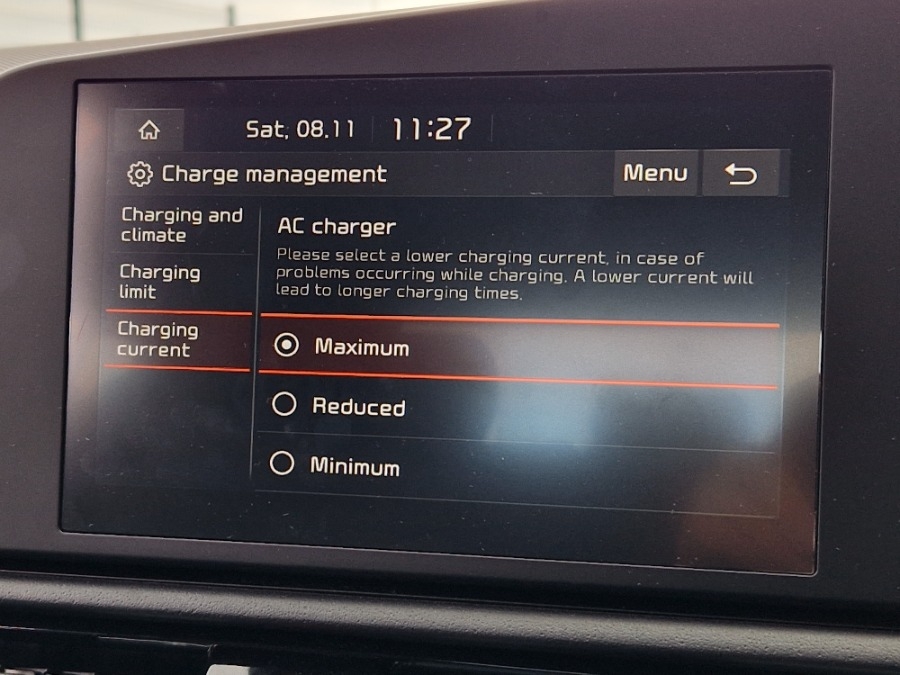 Sat, 08.11 11:27
Charge management
Menu
Charging and
climate
Charging
limit
Charging
current
AC charger
Please select a lower charging current, in case of
problems occurring while charging. A lower current will
lead to longer charging times.
Maximum
Reduced
Minimum